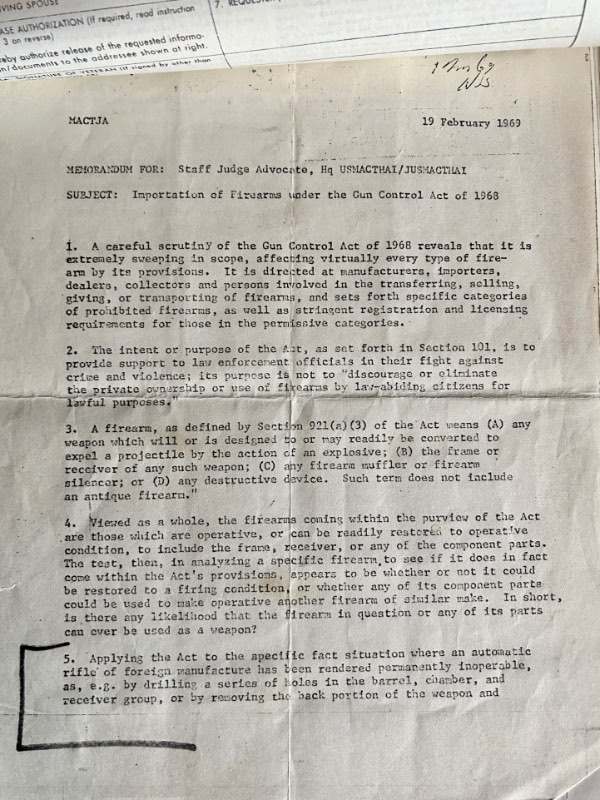 VING SPOUSE
7. REQUESTER
ASE AUTHORIZATION (If required, read instruction
3 on reverse)
eby authorize release of the requested informa-
n/documents to the addressee shown at right.
OF VETERAN (If signed by other than
MACTJA
19 February 1969
MEMORANDUM FOR: Staff Judge Advocate, Hq USMACTHAI/JUSMACTHAI
SUBJECT: Importation of Firearms under the Gun Control Act of 1968
1. A careful scrutiny of the Gun Control Act of 1968 reveals that it is
extremely sweeping in scope, affecting virtually every type of fire-
arm by its provisions. It is directed at manufacturers, importers,
dealers, collectors and persons involved in the transferring, selling,
giving, or transporting of firearms, and sets forth specific categories
of prohibited firearms, as well as stringent registration and licensing
requirements for those in the permissive categories.
2. The intent or purpose of the Act, as set forth in Section 101, is to
provide support to law enforcement officials in their fight against
crime and violence; its purpose is not to "discourage or eliminate
the private ownership or use of firearms by law-abiding citizens for
lawful purposes."
3. A firearm, as defined by Section 921(a)(3) of the Act means (A) any
weapon which will or is designed to or may readily be converted to
expel a projectile by the action of an explosive; (B) the frame or
receiver of any such weapon; (C) any firearm muffler or firearm
silencer; or (D) any destructive device. Such term does not include
an antique firearm."
4. Viewed as a whole, the firearms coming within the purview of the Act
are those which are operative, or can be readily restored to operative
condition, to include the frame, receiver, or any of the component parts.
The test, then, in analyzing a specific firearm to see if it does in fact
come within the Act's provisions, appears to be whether or not it could
be restored to a firing condition, or whether any of its component parts
could be used to make operative another firearm of similar make. In short,
is there any likelihood that the firearm in question or any of its parts
can ever be used as a weapon?
5. Applying the Act to the specific fact situation where an automatic
rifle of foreign manufacture has been rendered permanently inoperable,
as, e.g. by drilling a series of holes in the barrel, chamber, and
receiver group, or by removing the back portion of the weapon and